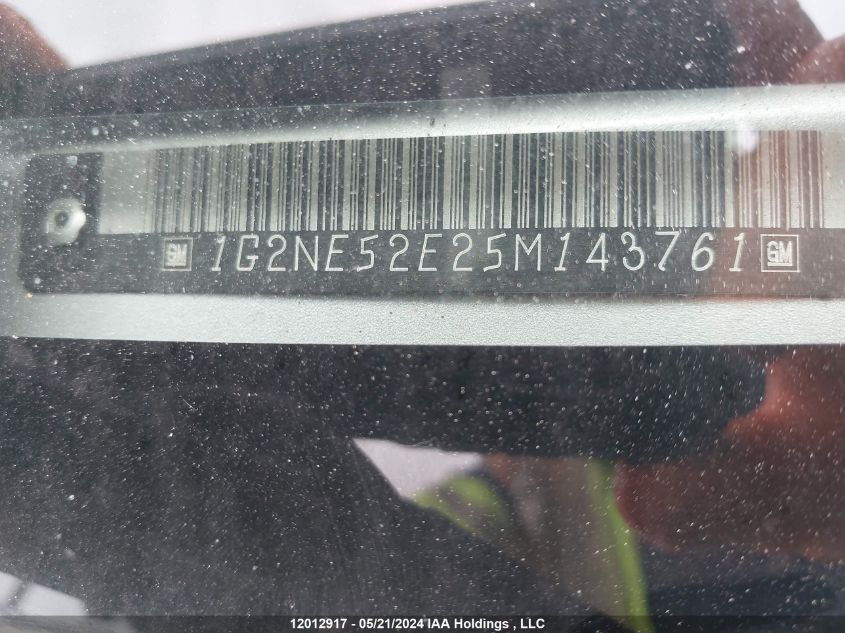 GM 1G2NE52E25M143761 GM
12012917 - 05/21/2024 IAA Holdings , LLC